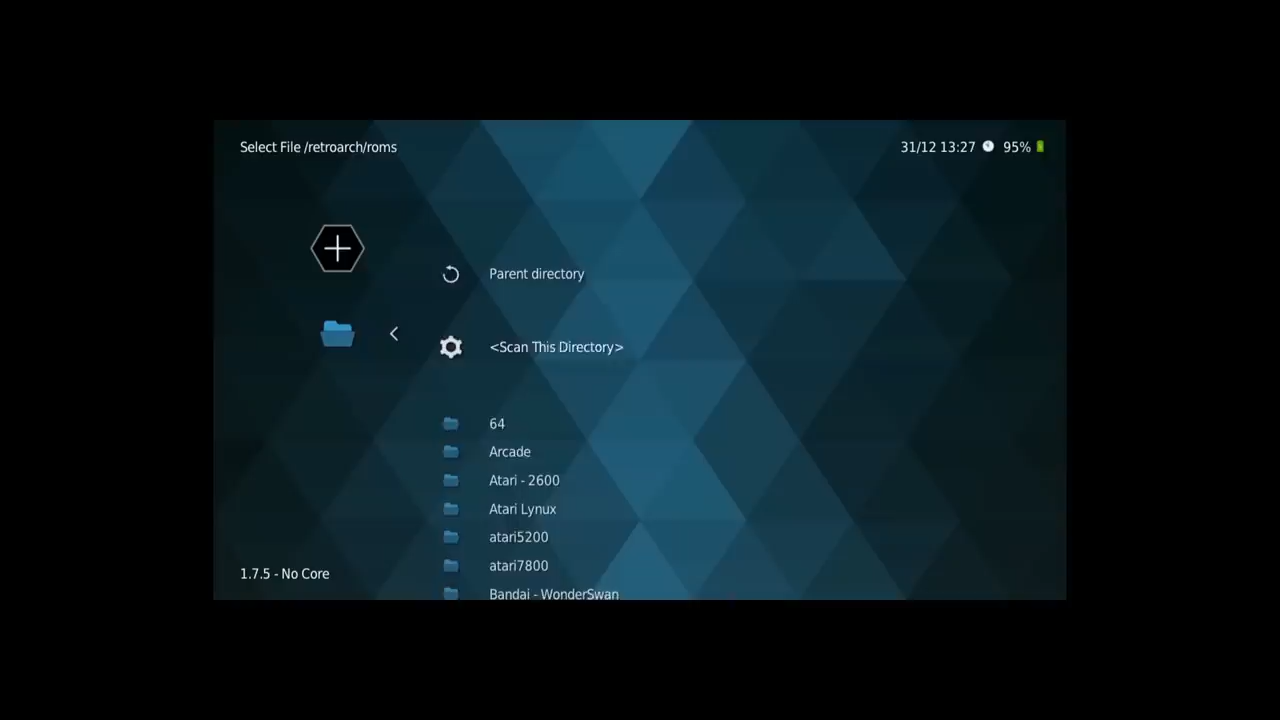 Select File /retroarch/roms
31/12 13:27 95%
Parent directory
<Scan This Directory>
64
Arcade
Atari - 2600
Atari Lynux
atari5200
atari7800
Bandai - WonderSwan
1.7.5 - No Core